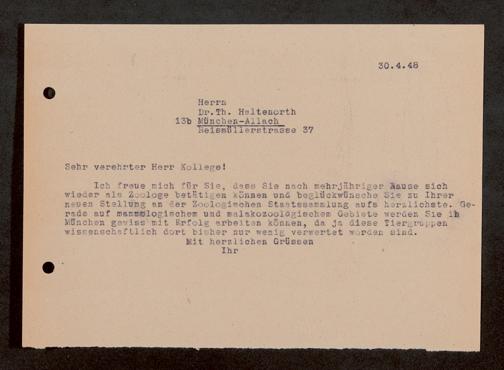 30.4.48
Herrn
Dr.Th. Haltenorth
13b München-Allach
Neismüllerstrasse 37
Sehr verehrter Herr Kollege!
Ich freue mich für Sie, dass Sie nach mehrjähriger Pause sich
wieder als Zoologe betätigen können und beglückwünsche Sie zu Ihrer
neuen Stellung an der Zoologischen Staatssammlung aufs herzlichste. Ge-
rade auf mammologischem und malakozoologischem Gebiete werden Sie in
München gewiss mit Erfolg arbeiten können, da ja diese Tiergruppen
wissenschaftlich dort bisher nur wenig verwertet worden sind.
Mit herzlichen Grüssen
Ihr